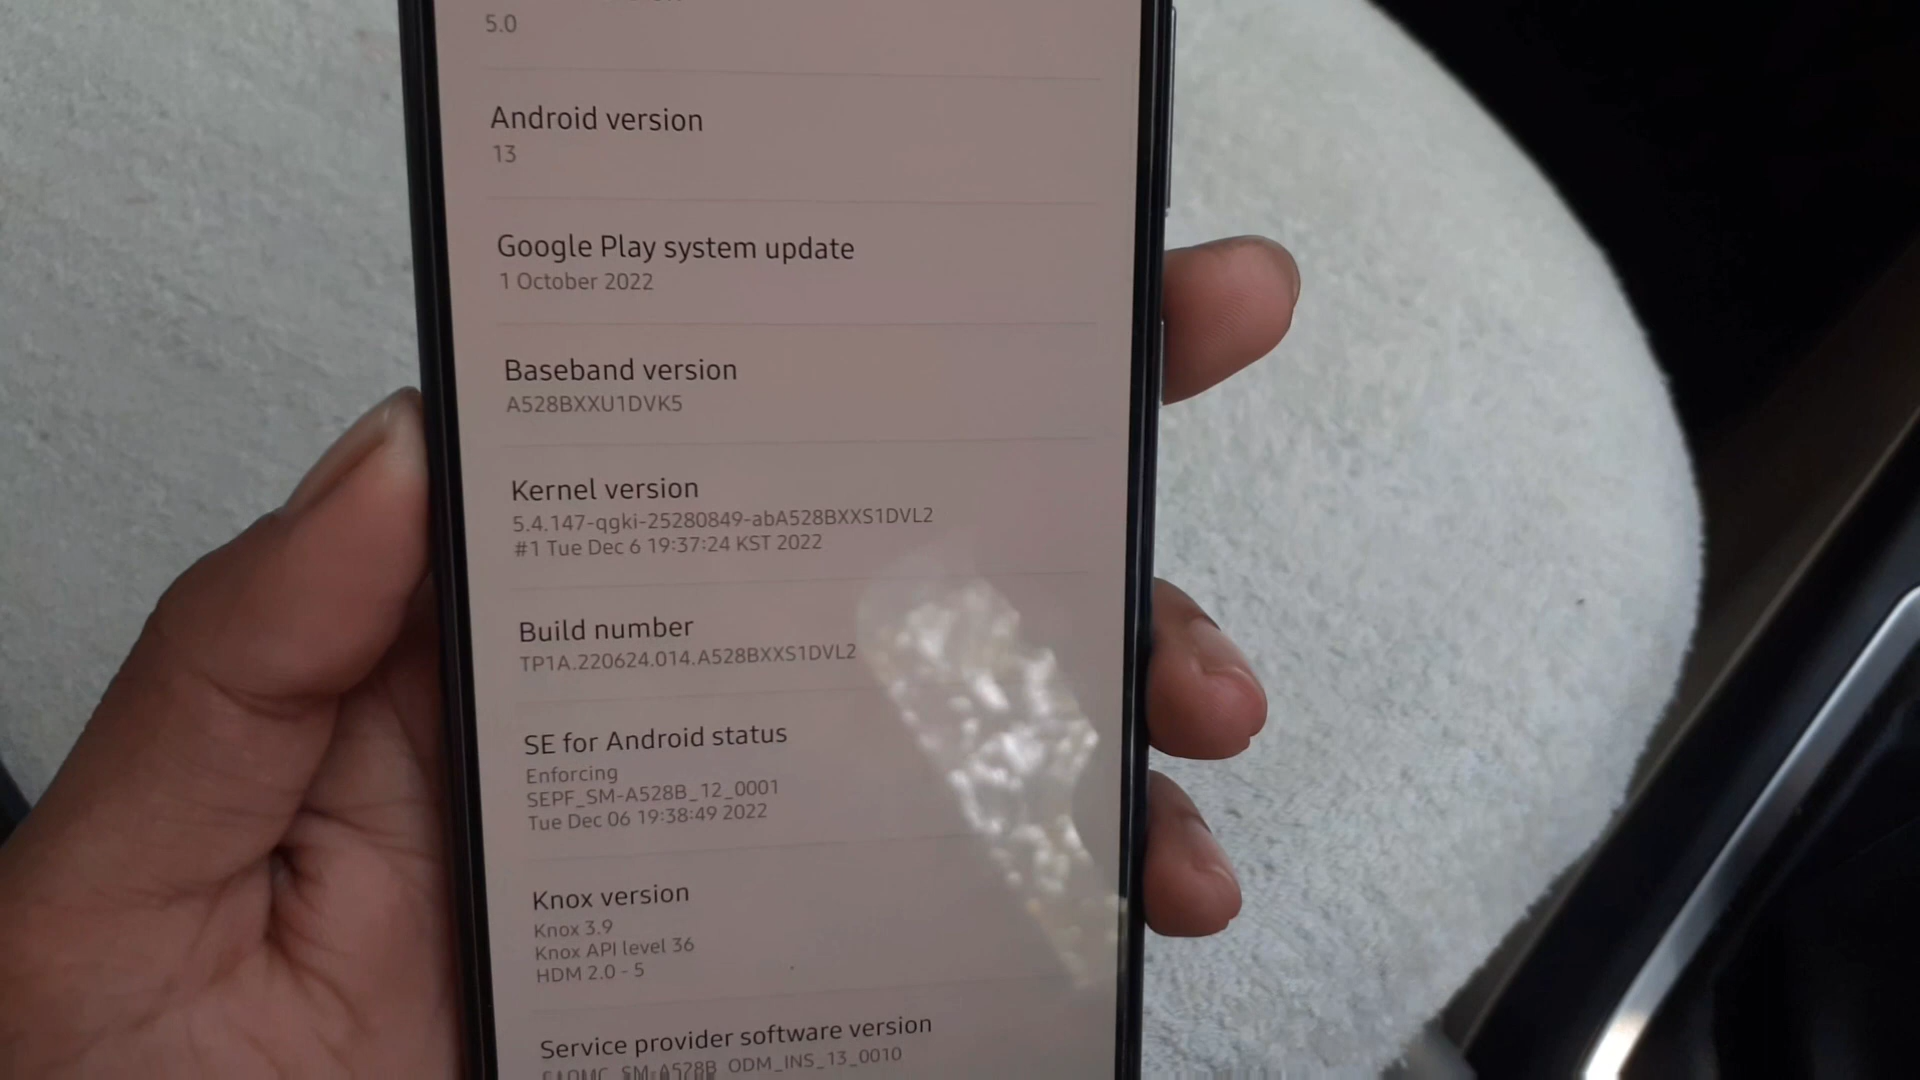 5.0
Android version
13
Google Play system update
1 October 2022
Baseband version
A528BXXU1DVK5
Kernel version
5.4.147-qgki-25280849-abA528BXXS1DVL2
#1 Tue Dec 6 19:37:24 KST 2022
Build number
TP1A.220624.014.A528BXXS1DVL2
SE for Android status
Enforcing
SEPF_SM-A528B_12_0001
Tue Dec 06 19:38:49 2022
Knox version
Knox 3.9
Knox API level 36
HDM 2.0 - 5
Service provider software version
SM-A528B_ODM_INS_13_0010